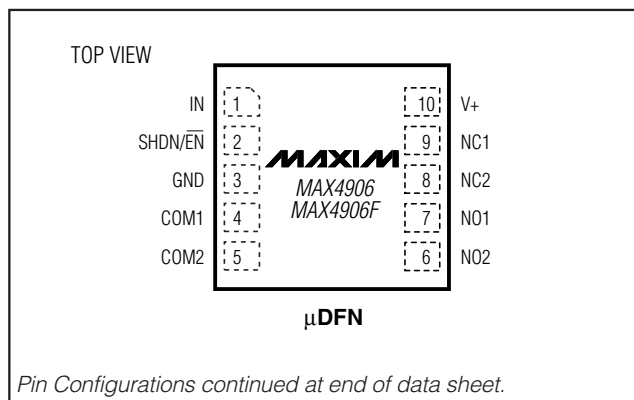 TOP VIEW
IN 1 10 V+
SHDN/E̅N̅ 2 9 NC1
MAXIM
GND 3 8 NC2
MAX4906
MAX4906F
COM1 4 7 NO1
COM2 5 6 NO2
µDFN
Pin Configurations continued at end of data sheet.